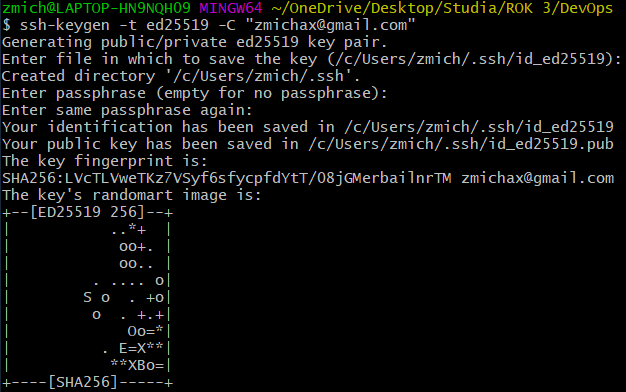 zmich@LAPTOP-HN9NQHO9 MINGW64 ~/OneDrive/Desktop/Studia/ROK 3/DevOps
$ ssh-keygen -t ed25519 -C "zmichax@gmail.com"
Generating public/private ed25519 key pair.
Enter file in which to save the key (/c/Users/zmich/.ssh/id_ed25519):
Created directory '/c/Users/zmich/.ssh'.
Enter passphrase (empty for no passphrase):
Enter same passphrase again:
Your identification has been saved in /c/Users/zmich/.ssh/id_ed25519
Your public key has been saved in /c/Users/zmich/.ssh/id_ed25519.pub
The key fingerprint is:
SHA256:LVcTLVweTKz7VSyf6sfycpfdYtT/O8jGMerbailnrTM zmichax@gmail.com
The key's randomart image is:
+--[ED25519 256]--+
|            ..*+  |
|             oo+. |
|             oo.. |
|          . .... o|
|         S o  . +o|
|          o  . +.+|
|              Oo=*|
|           . E=X**|
|            **XBo=|
+----[SHA256]-----+